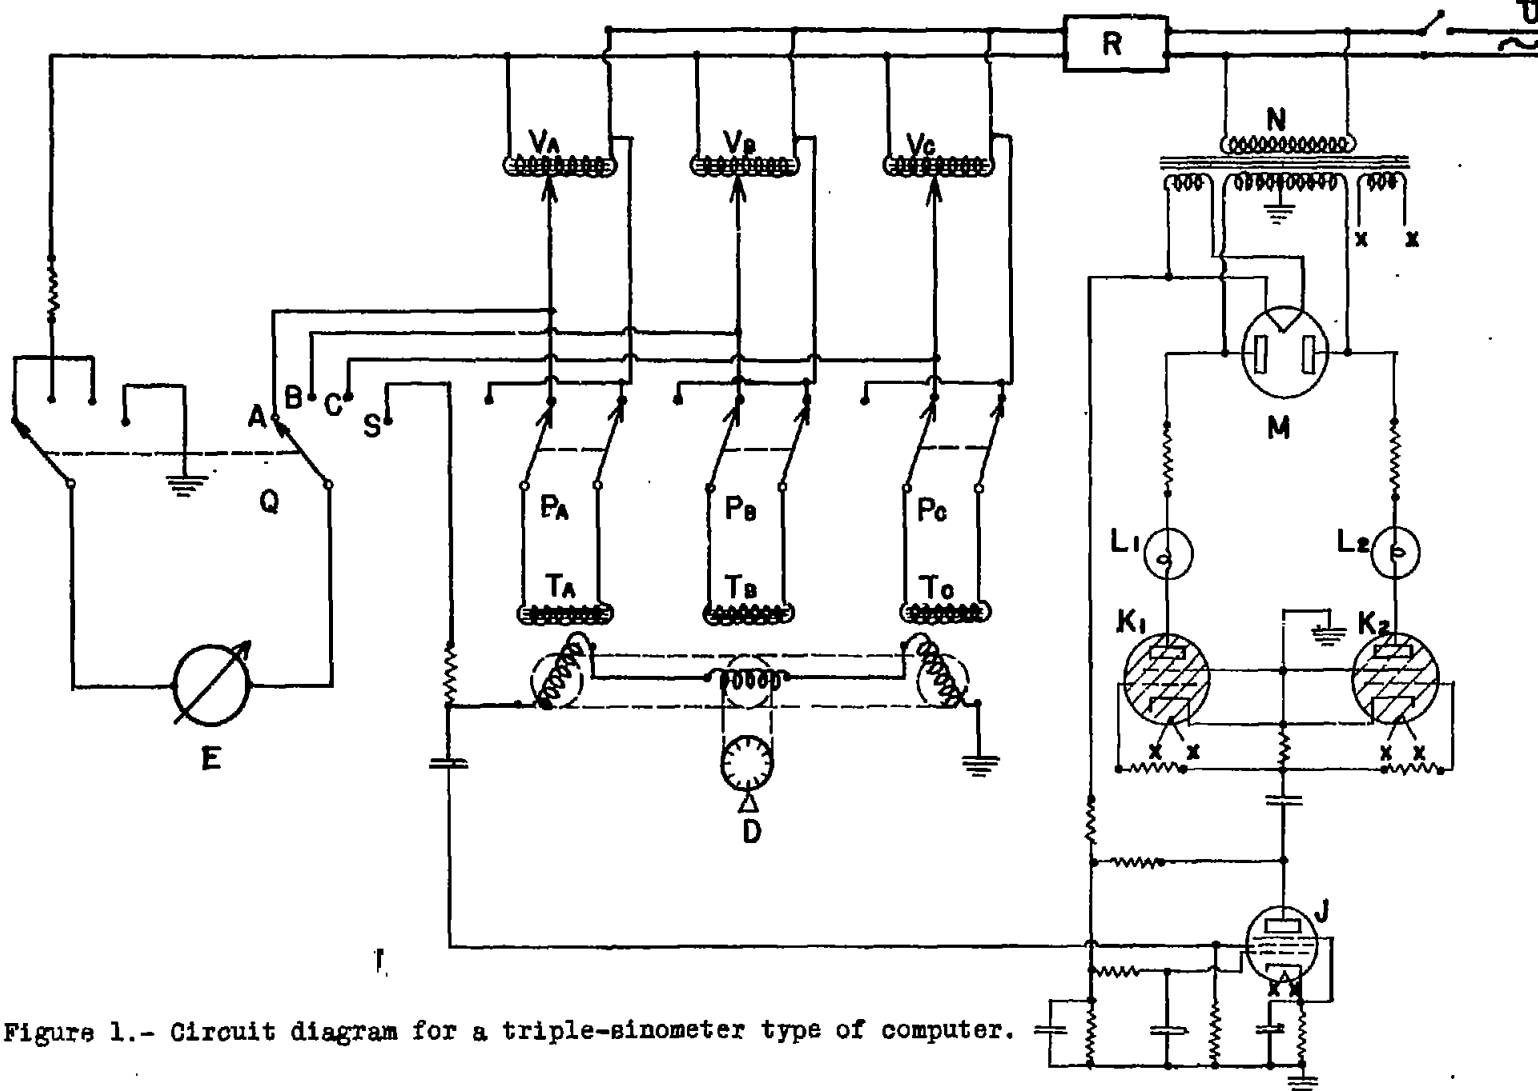 U
R
N
VA
VB
VC
x x
A
B
C
S
M
Q
PA
PB
PC
L1
L2
TA
TB
TC
K1
K2
E
x x
x x
D
J
x x
Figure 1.- Circuit diagram for a triple-sinometer type of computer.